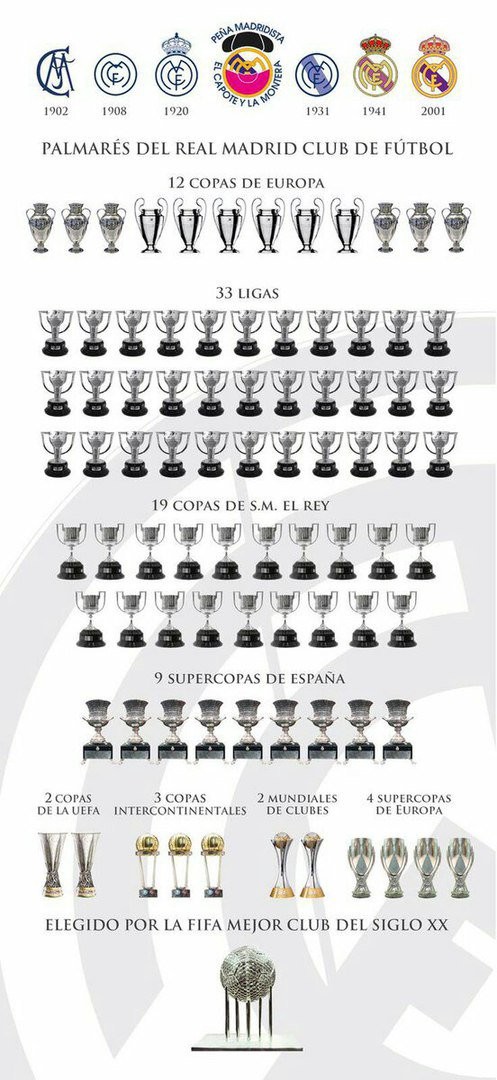 PEÑA MADRIDISTA
EL CAPOTE Y LA MONTERA
1902
1908
1920
1931
1941
2001
PALMARÉS DEL REAL MADRID CLUB DE FÚTBOL
12 COPAS DE EUROPA
33 LIGAS
19 COPAS DE S.M. EL REY
9 SUPERCOPAS DE ESPAÑA
2 COPAS
DE LA UEFA
3 COPAS
INTERCONTINENTALES
2 MUNDIALES
DE CLUBES
4 SUPERCOPAS
DE EUROPA
ELEGIDO POR LA FIFA MEJOR CLUB DEL SIGLO XX